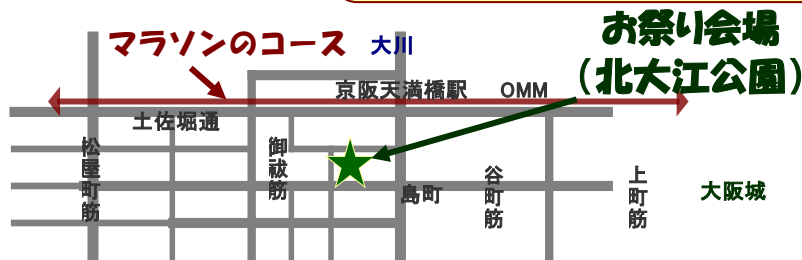 お祭り会場
(北大江公園)
マラソンのコース
大川
京阪天満橋駅
OMM
土佐堀通
松屋町筋
御祓筋
島町
谷町筋
上町筋
大阪城